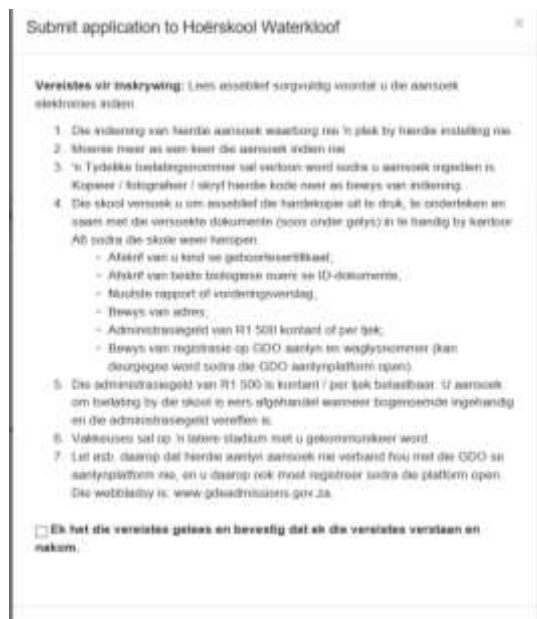 Submit application to Hoërskool Waterkloof
×
Vereistes vir inskrywing: Lees asseblief sorgvuldig voordat u die aansoek
elektronies indien.
1. Die indiening van hierdie aansoek waarborg nie 'n plek by hierdie instelling nie.
2. Moenie meer as een keer die aansoek indien nie.
3. 'n Tydelike toelatingsnommer sal vertoon word sodra u aansoek ingedien is.
Kopieer / fotografeer / skryf hierdie kode neer as bewys van indiening.
4. Die skool versoek u om asseblief die hardekopie uit te druk, te onderteken en
saam met die versoekte dokumente (soos onder gelys) in te handig by kantoor
A6 sodra die skole weer heropen:
- Afskrif van u kind se geboortesertifikaat;
- Afskrif van beide biologiese ouers se ID-dokumente;
- Nuutste rapport of vorderingsverslag;
- Bewys van adres;
- Administrasiegeld van R1 500 kontant of per tjek;
- Bewys van registrasie op GDO aanlyn en waglysnommer (kan
deurgegee word sodra die GDO aanlynplatform open).
5. Die administrasiegeld van R1 500 is kontant / per tjek betaalbaar. U aansoek
om toelating by die skool is eers afgehandel wanneer bogenoemde ingehandig
en die administrasiegeld vereffen is.
6. Vakkeuses sal op 'n latere stadium met u gekommunikeer word.
7. Let asb. daarop dat hierdie aanlyn aansoek nie verband hou met die GDO se
aanlynplatform nie, en u daarop ook moet registreer sodra die platform open.
Die webbladsy is: www.gdeadmissions.gov.za.
Ek het die vereistes gelees en bevestig dat ek die vereistes verstaan en
nakom.